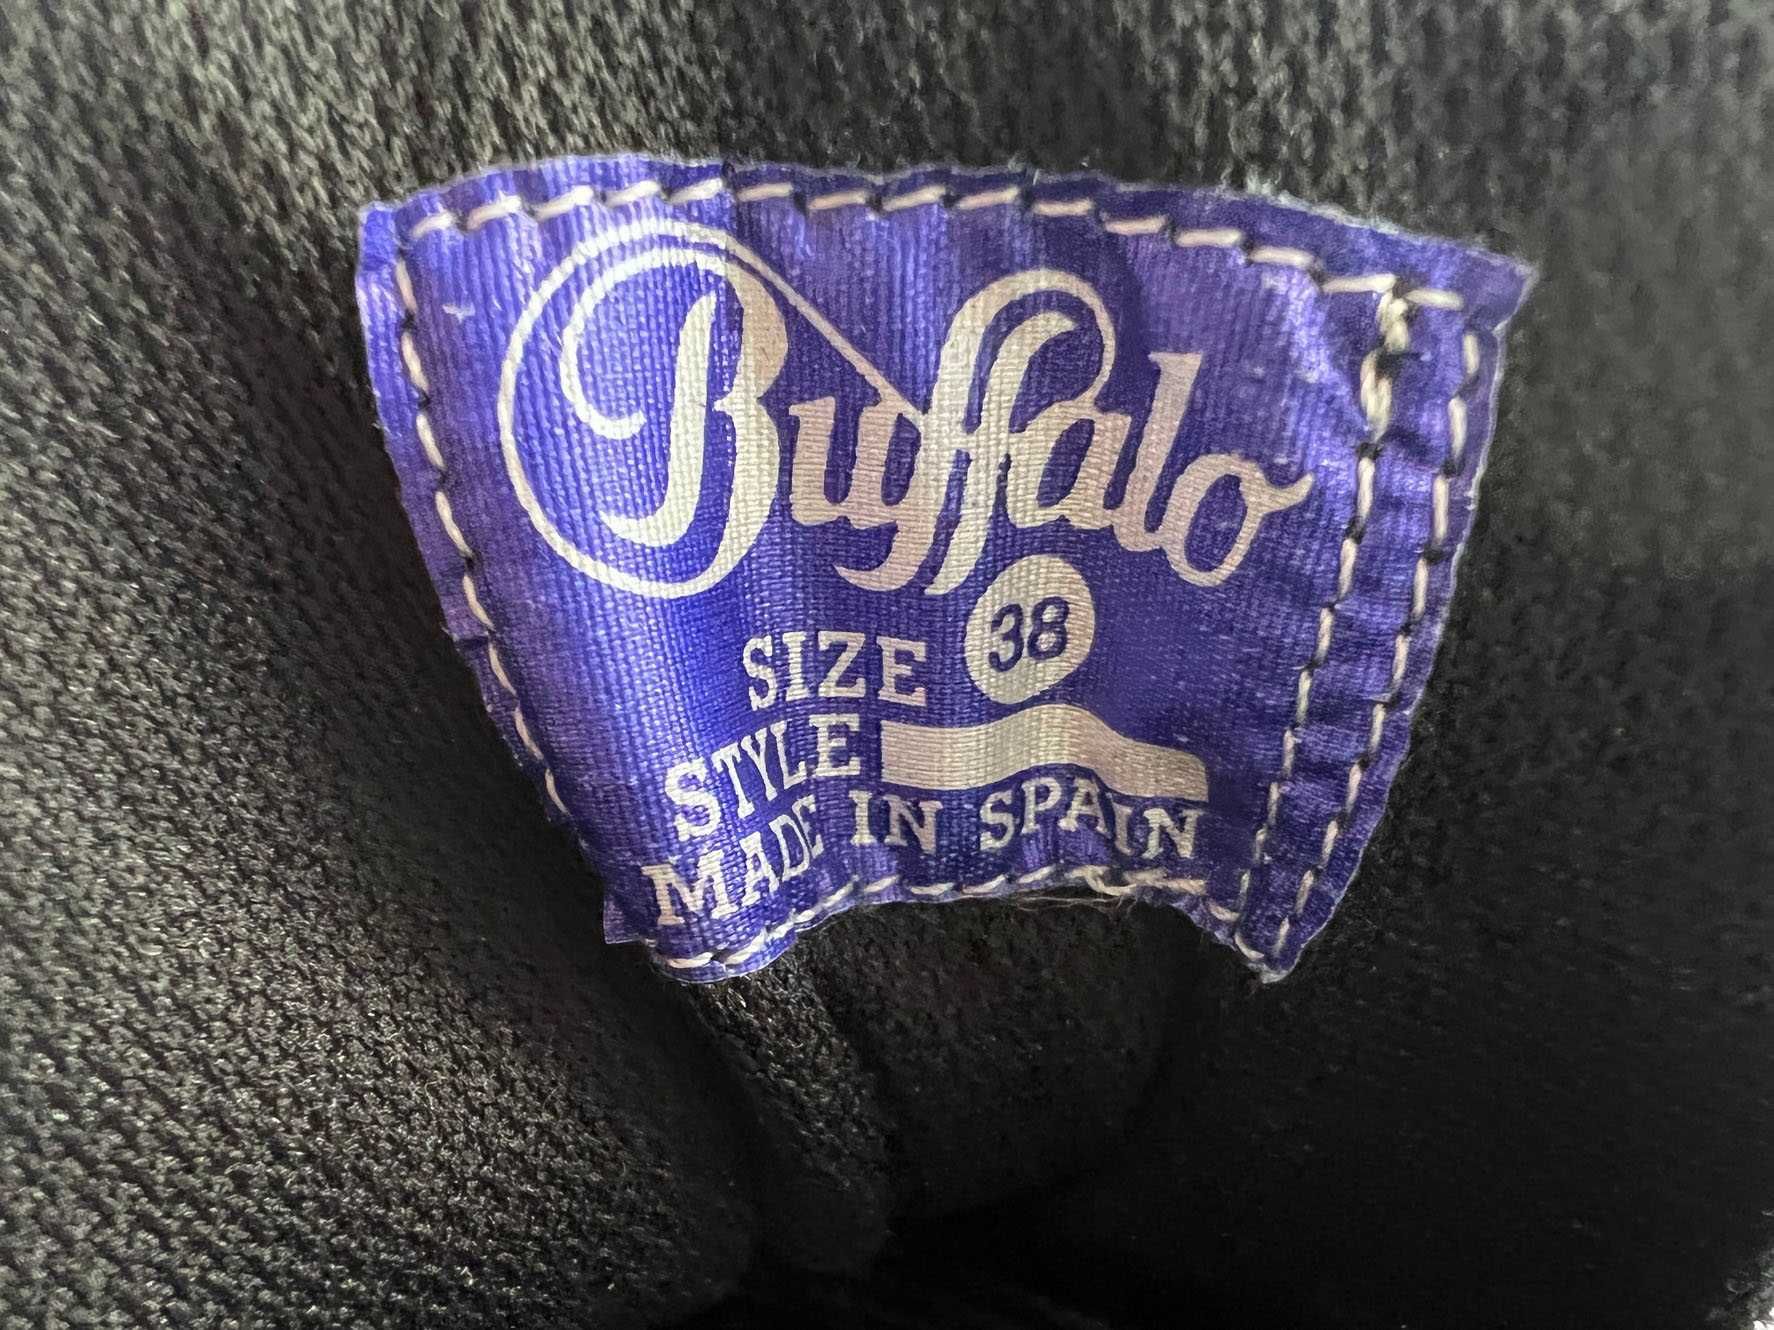 Buffalo
SIZE 38
STYLE
MADE IN SPAIN